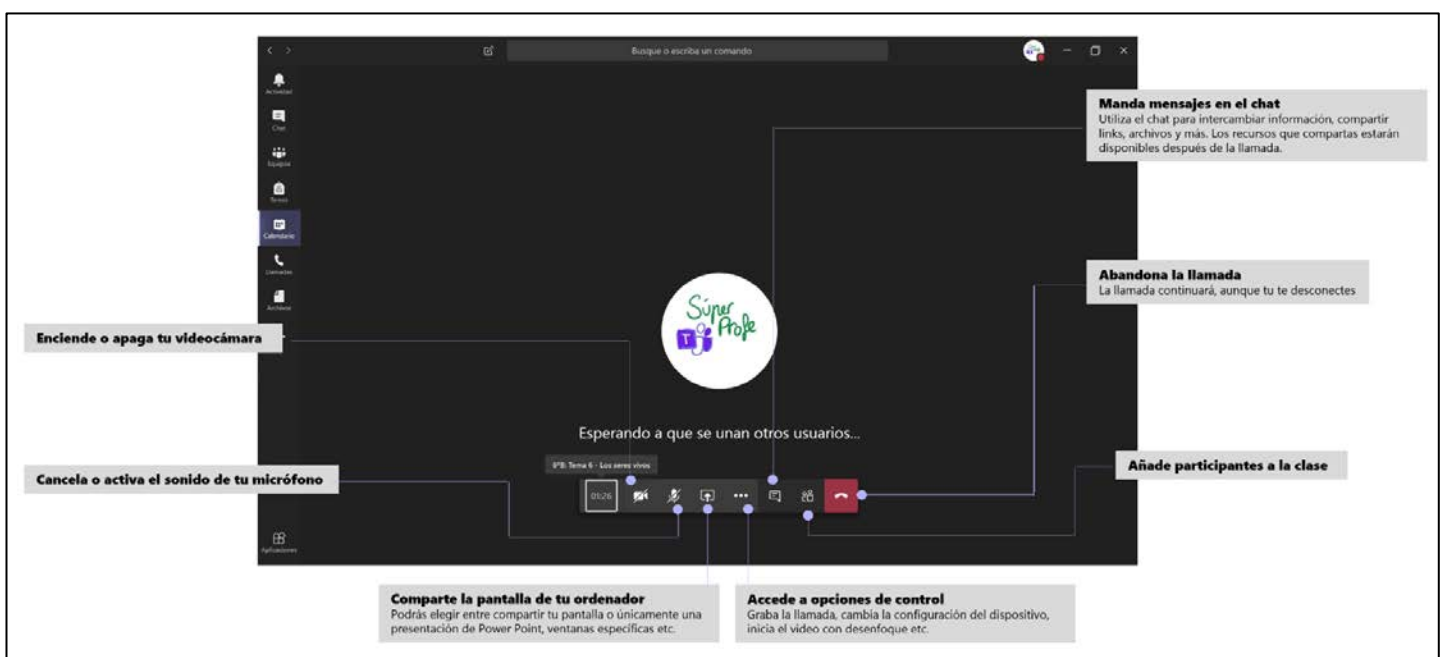 Busque o escriba un comando
Actividad
Chat
Equipos
Tareas
Calendario
Llamadas
Archivos
Aplicaciones
Manda mensajes en el chat
Utiliza el chat para intercambiar información, compartir
links, archivos y más. Los recursos que compartas estarán
disponibles después de la llamada.
Abandona la llamada
La llamada continuará, aunque tu te desconectes
Súper
Profe
T
Enciende o apaga tu videocámara
Esperando a que se unan otros usuarios...
6ºB: Tema 6 - Los seres vivos
Añade participantes a la clase
Cancela o activa el sonido de tu micrófono
01:26
Comparte la pantalla de tu ordenador
Podrás elegir entre compartir tu pantalla o únicamente una
presentación de Power Point, ventanas específicas etc.
Accede a opciones de control
Graba la llamada, cambia la configuración del dispositivo,
inicia el video con desenfoque etc.